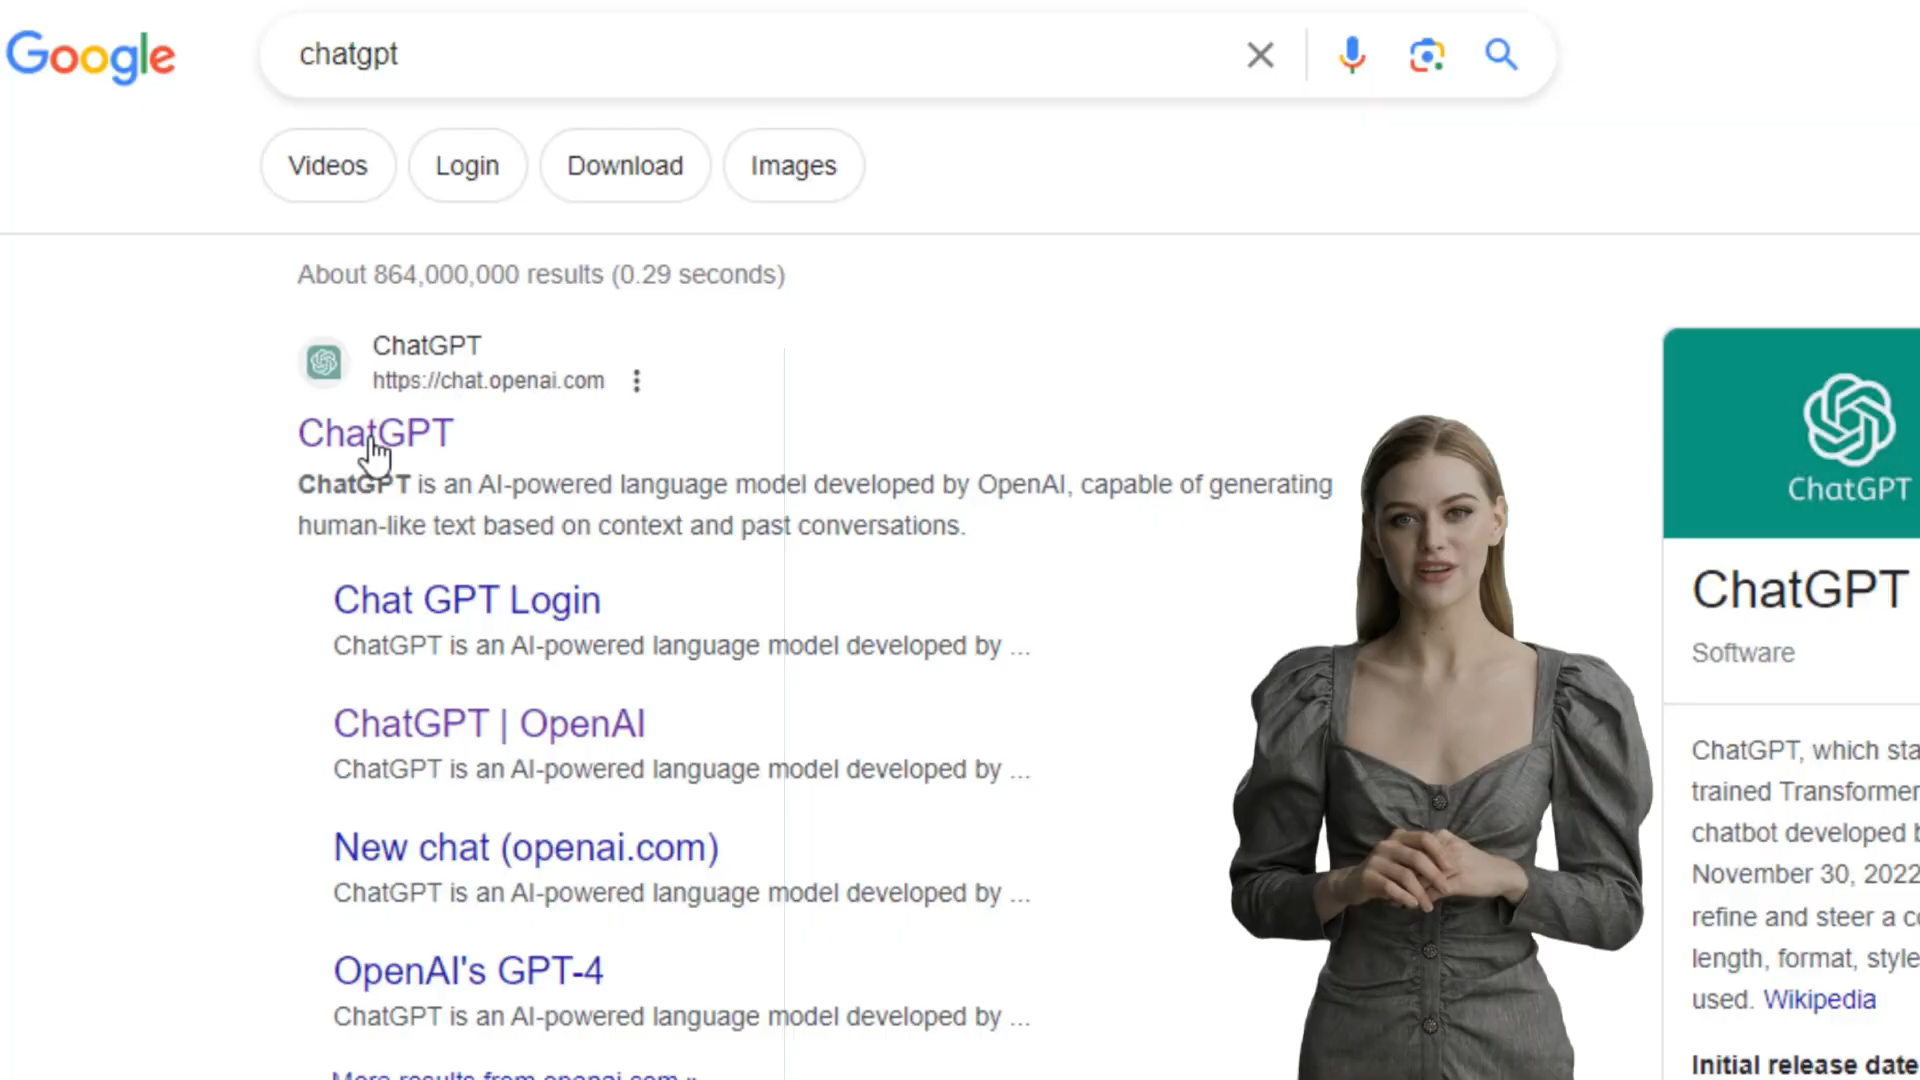 Google
chatgpt
Videos
Login
Download
Images
About 864,000,000 results (0.29 seconds)
ChatGPT
https://chat.openai.com
ChatGPT
ChatGPT is an AI-powered language model developed by OpenAI, capable of generating
human-like text based on context and past conversations.
Chat GPT Login
ChatGPT is an AI-powered language model developed by ...
ChatGPT | OpenAI
ChatGPT is an AI-powered language model developed by ...
New chat (openai.com)
ChatGPT is an AI-powered language model developed by ...
OpenAI's GPT-4
ChatGPT is an AI-powered language model developed by ...
More results from openai.com »
ChatGPT
ChatGPT
Software
ChatGPT, which sta
trained Transformer
chatbot developed b
November 30, 2022
refine and steer a co
length, format, style
used. Wikipedia
Initial release date